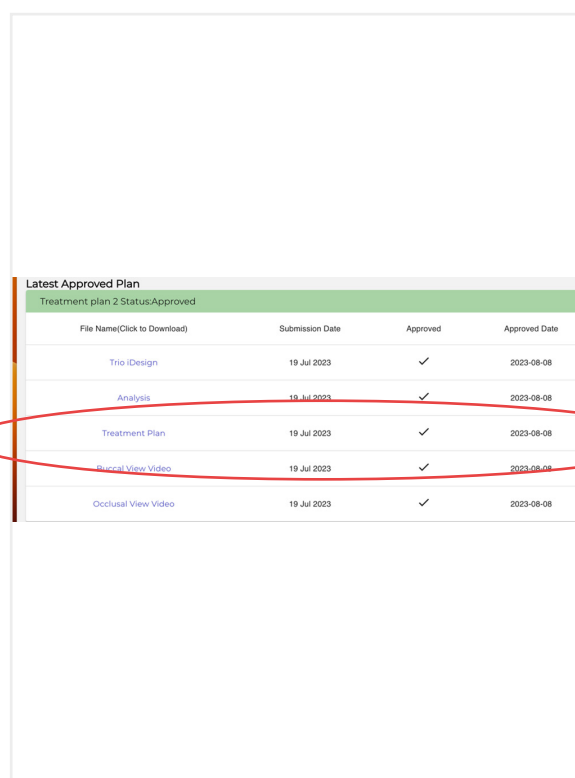 Latest Approved Plan
Treatment plan 2 Status:Approved
File Name(Click to Download) Submission Date Approved Approved Date
Trio iDesign 19 Jul 2023 ✓ 2023-08-08
Analysis 19 Jul 2023 ✓ 2023-08-08
Treatment Plan 19 Jul 2023 ✓ 2023-08-08
Buccal View Video 19 Jul 2023 ✓ 2023-08-08
Occlusal View Video 19 Jul 2023 ✓ 2023-08-08